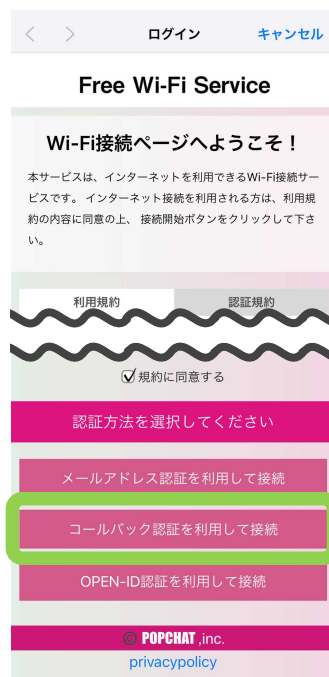 ログイン キャンセル
Free Wi-Fi Service
Wi-Fi接続ページへようこそ！
本サービスは、インターネットを利用できるWi-Fi接続サ
ービスです。 インターネット接続を利用される方は、利用規
約の内容に同意の上、 接続開始ボタンをクリックして下さ
い。
利用規約 認証規約
規約に同意する
認証方法を選択してください
メールアドレス認証を利用して接続
コールバック認証を利用して接続
OPEN-ID認証を利用して接続
© POPCHAT ,inc.
privacypolicy